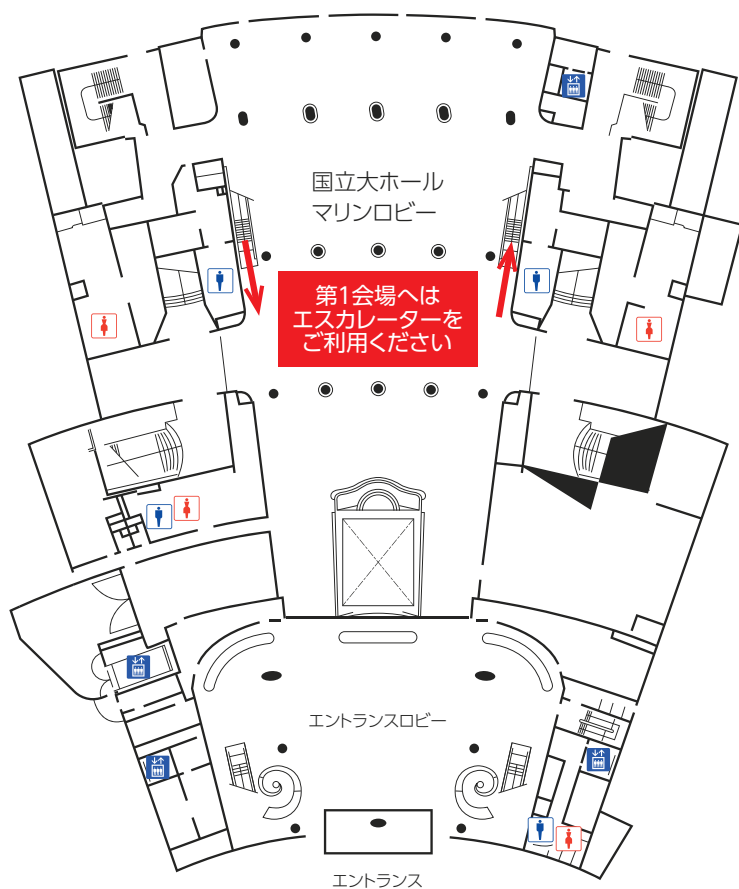 国立大ホール
マリンロビー
第1会場へは
エスカレーターを
ご利用ください
エントランスロビー
エントランス